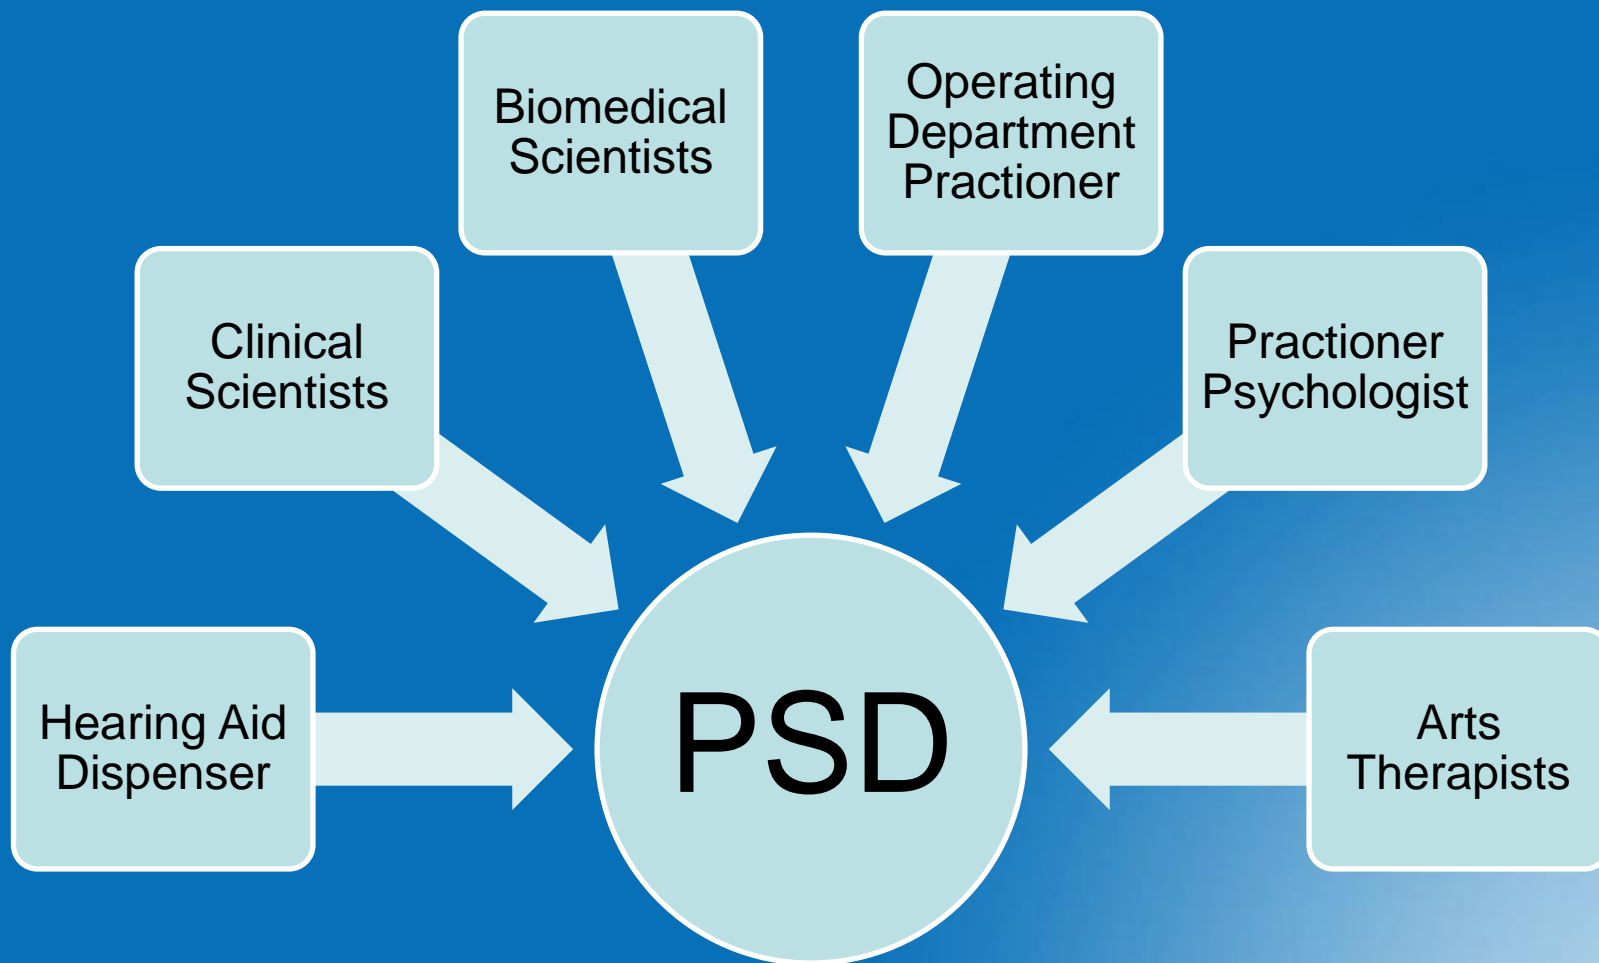 Biomedical
Scientists
Operating
Department
Practioner
Clinical
Scientists
Practioner
Psychologist
Hearing Aid
Dispenser
PSD
Arts
Therapists